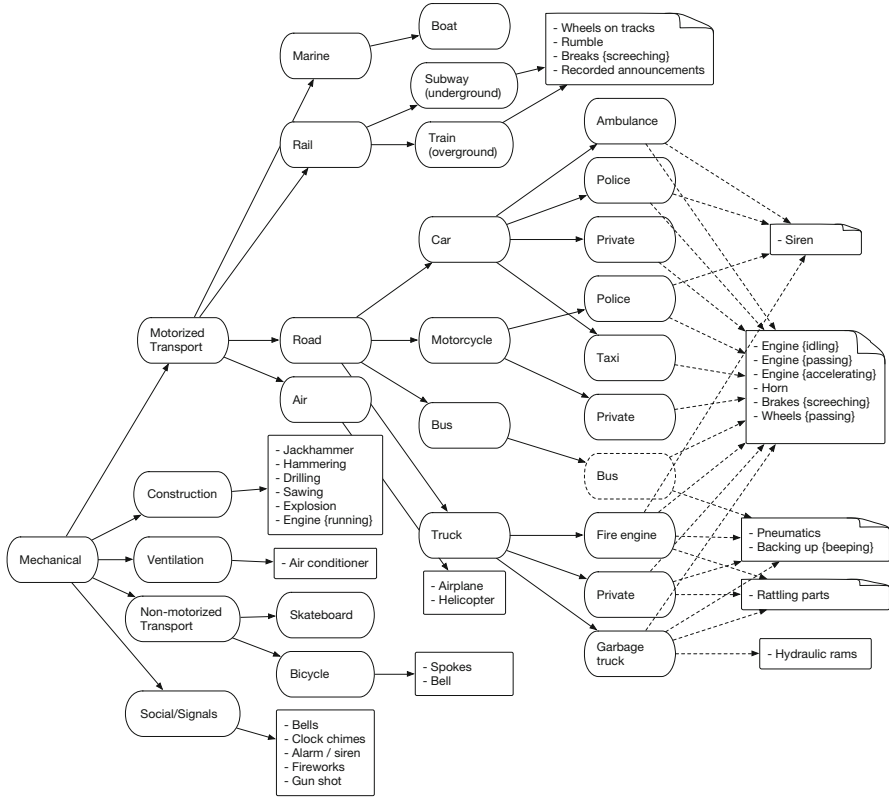 Boat
- Wheels on tracks
- Rumble
- Breaks {screeching}
- Recorded announcements
Marine
Subway
(underground)
Rail
Train
(overground)
Ambulance
Police
Car
Private
- Siren
Police
Motorized
Transport
Road
Motorcycle
Taxi
- Engine {idling}
- Engine {passing}
- Engine {accelerating}
- Horn
- Brakes {screeching}
- Wheels {passing}
Air
Private
Bus
Bus
- Jackhammer
- Hammering
- Drilling
- Sawing
- Explosion
- Engine {running}
Construction
Truck
Fire engine
- Pneumatics
- Backing up {beeping}
Mechanical
Ventilation
- Air conditioner
- Airplane
- Helicopter
Private
- Rattling parts
Non-motorized
Transport
Skateboard
Garbage
truck
- Hydraulic rams
Bicycle
- Spokes
- Bell
Social/Signals
- Bells
- Clock chimes
- Alarm / siren
- Fireworks
- Gun shot